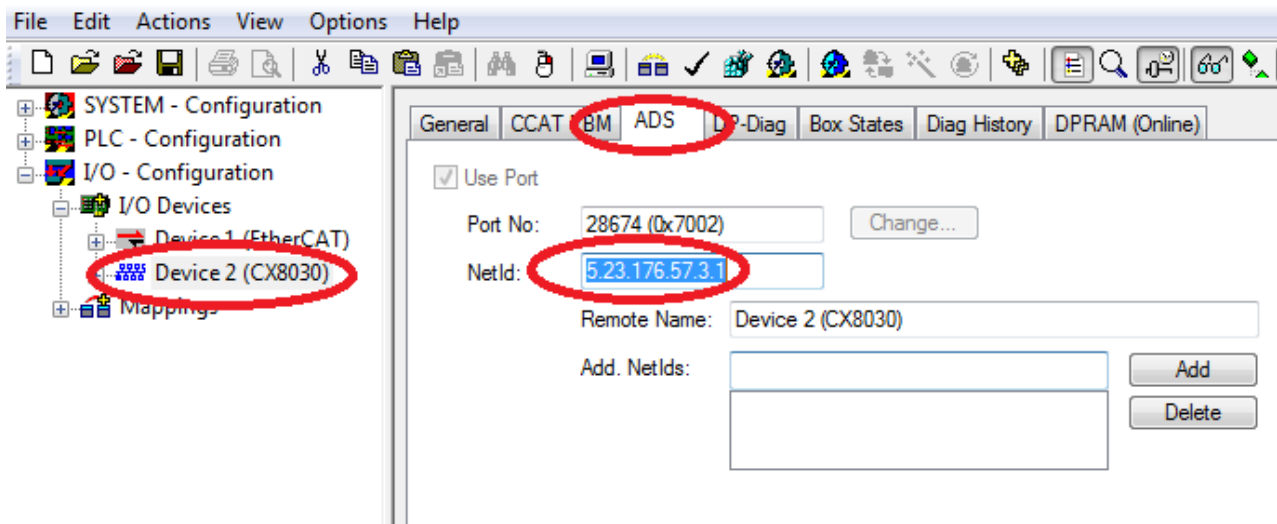 File Edit Actions View Options Help
SYSTEM - Configuration
PLC - Configuration
I/O - Configuration
I/O Devices
Device 1 (EtherCAT)
Device 2 (CX8030)
Mappings
General CCAT ADS DP-Diag Box States Diag History DPRAM (Online)
Use Port
Port No: 28674 (0x7002) Change...
NetId: 5.23.176.57.3.1
Remote Name: Device 2 (CX8030)
Add. NetIds: Add
Delete